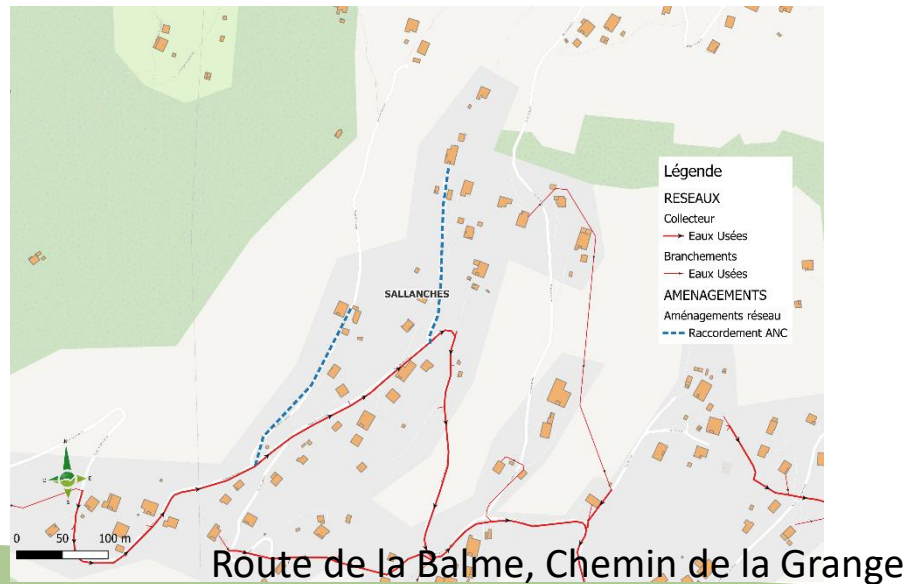 Légende
RESEAUX
Collecteur
Eaux Usées
Branchements
Eaux Usées
AMENAGEMENTS
Aménagements réseau
Raccordement ANC
SALLANCHES
N
E
S
0 50 100 m
Route de la Balme, Chemin de la Grange